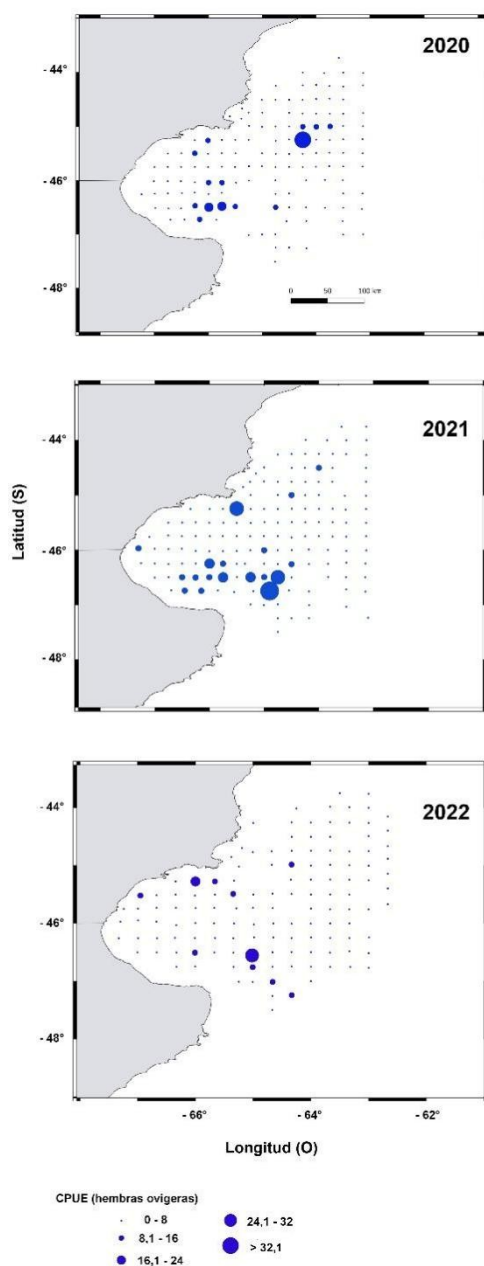 2020
- 44°
- 46°
- 48°
0 50 100 km
2021
- 44°
- 46°
- 48°
Latitud (S)
2022
- 44°
- 46°
- 48°
- 66° - 64° - 62°
Longitud (O)
CPUE (hembras ovigeras)
0 - 8 24,1 - 32
8,1 - 16 > 32,1
16,1 - 24